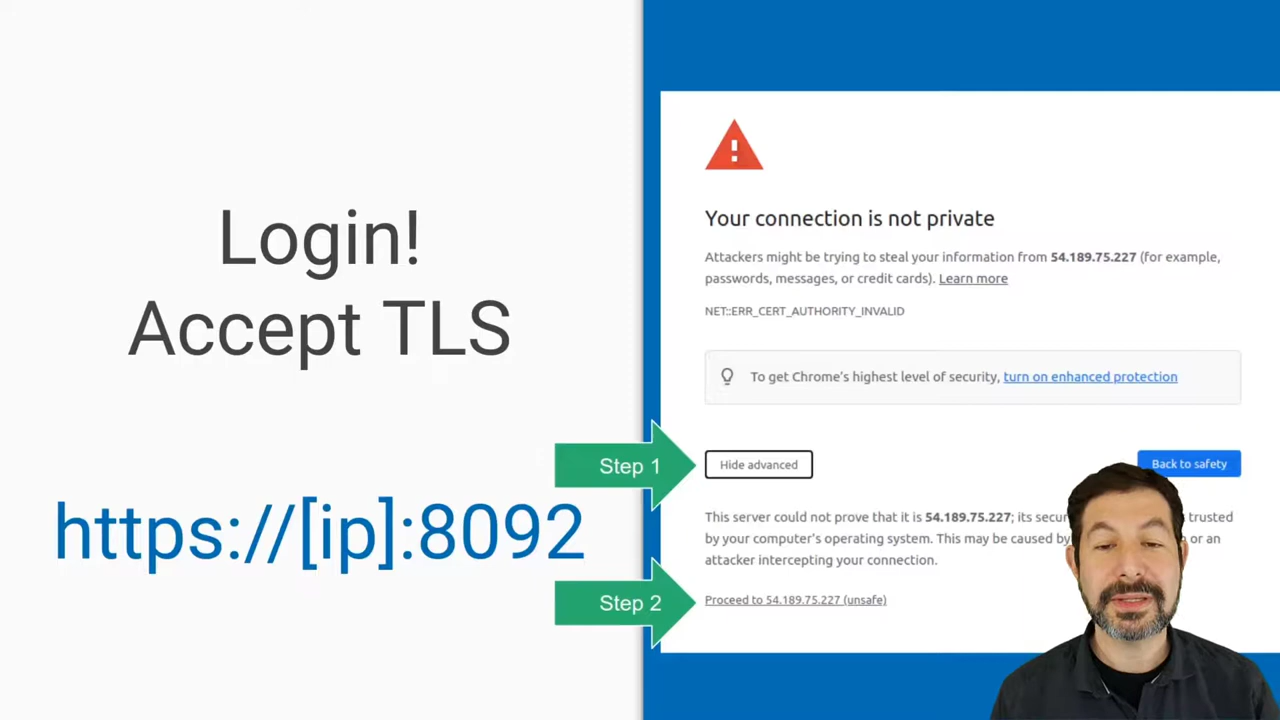 Login!
Accept TLS
https://[ip]:8092
Your connection is not private
Attackers might be trying to steal your information from 54.189.75.227 (for example,
passwords, messages, or credit cards). Learn more
NET::ERR_CERT_AUTHORITY_INVALID
To get Chrome's highest level of security, turn on enhanced protection
Step 1
Hide advanced
Back to safety
This server could not prove that it is 54.189.75.227; its secur trusted
by your computer's operating system. This may be caused by or an
attacker intercepting your connection.
Step 2
Proceed to 54.189.75.227 (unsafe)